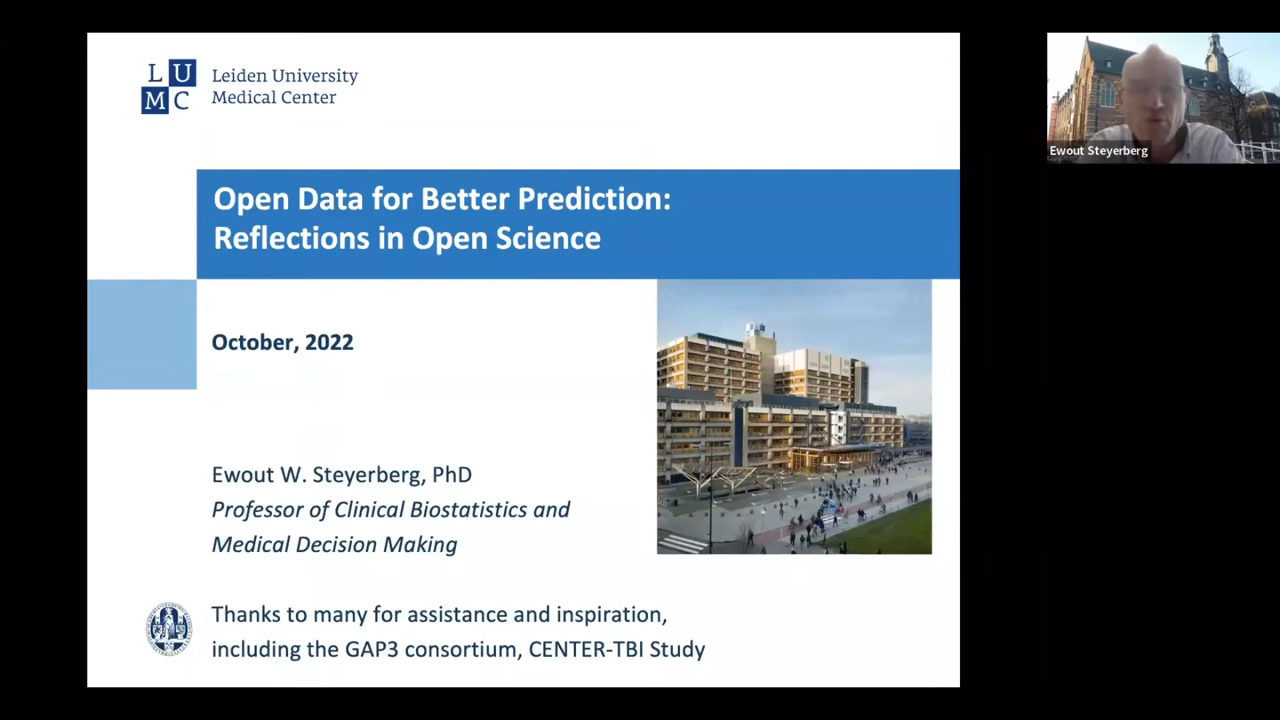 LU
MC
Leiden University
Medical Center
Ewout Steyerberg
Open Data for Better Prediction:
Reflections in Open Science
October, 2022
Ewout W. Steyerberg, PhD
Professor of Clinical Biostatistics and
Medical Decision Making
Thanks to many for assistance and inspiration,
including the GAP3 consortium, CENTER-TBI Study